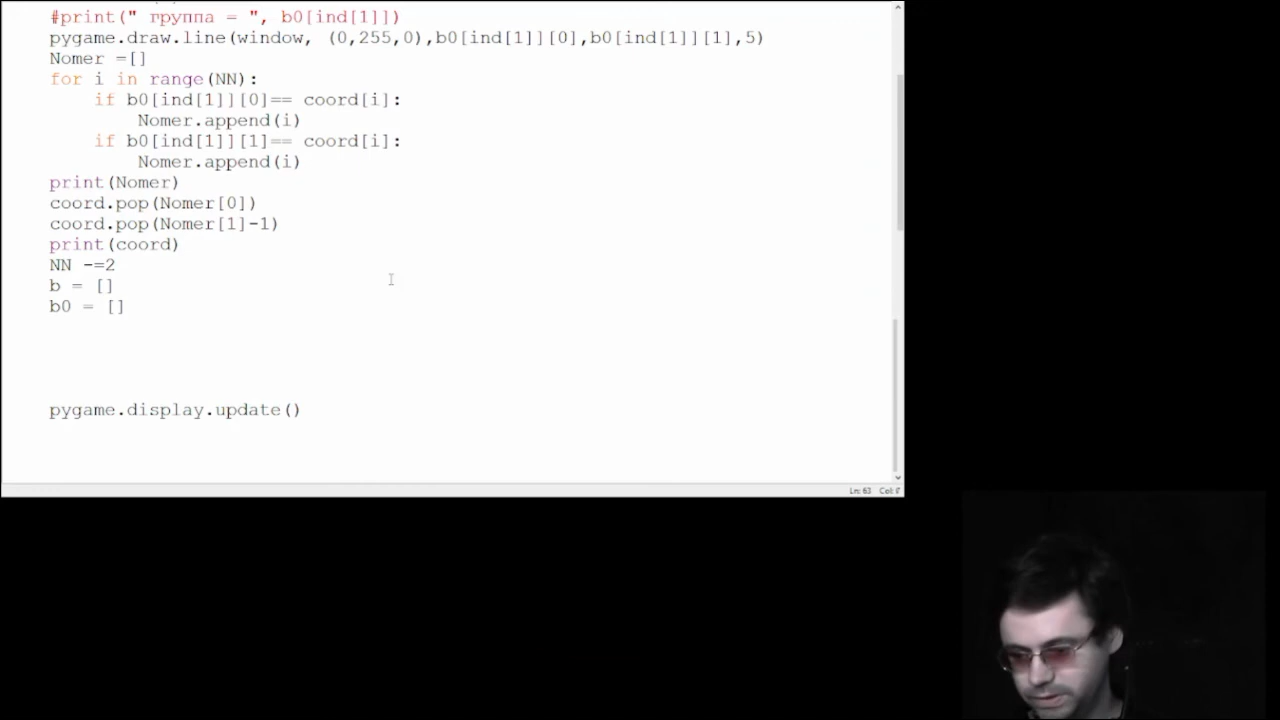 #print(" группа = ", b0[ind[1]])
pygame.draw.line(window, (0,255,0),b0[ind[1]][0],b0[ind[1]][1],5)
Nomer =[]
for i in range(NN):
if b0[ind[1]][0]== coord[i]:
Nomer.append(i)
if b0[ind[1]][1]== coord[i]:
Nomer.append(i)
print(Nomer)
coord.pop(Nomer[0])
coord.pop(Nomer[1]-1)
print(coord)
NN -=2
b = []
b0 = []
pygame.display.update()
Ln: 63 Col: